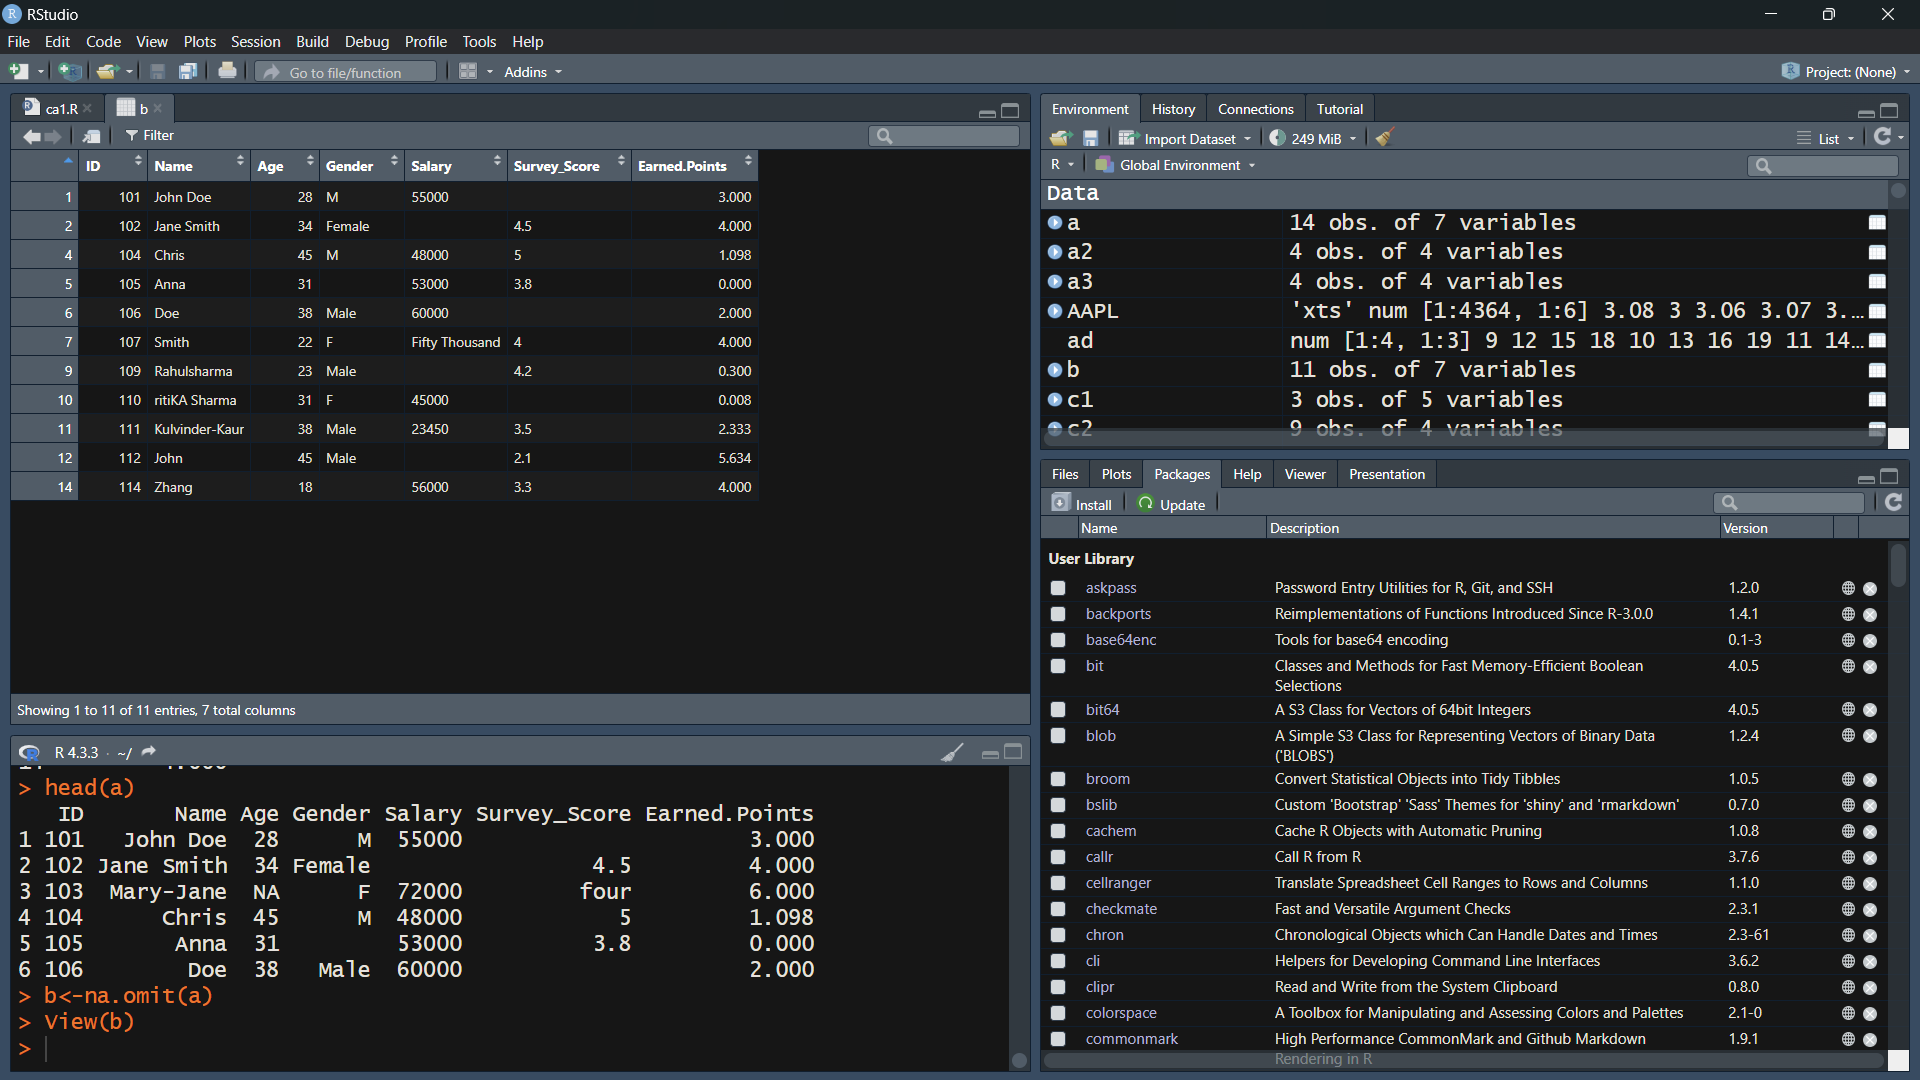 RStudio
File Edit Code View Plots Session Build Debug Profile Tools Help
Go to file/function Addins Project: (None)
ca1.R b
Filter
ID Name Age Gender Salary Survey_Score Earned.Points
1 101 John Doe 28 M 55000 3.000
2 102 Jane Smith 34 Female 4.5 4.000
4 104 Chris 45 M 48000 5 1.098
5 105 Anna 31 53000 3.8 0.000
6 106 Doe 38 Male 60000 2.000
7 107 Smith 22 F Fifty Thousand 4 4.000
9 109 Rahulsharma 23 Male 4.2 0.300
10 110 ritiKA Sharma 31 F 45000 0.008
11 111 Kulvinder-Kaur 38 Male 23450 3.5 2.333
12 112 John 45 Male 2.1 5.634
14 114 Zhang 18 56000 3.3 4.000
Showing 1 to 11 of 11 entries, 7 total columns
R 4.3.3 · ~/
> head(a)
ID Name Age Gender Salary Survey_Score Earned.Points
1 101 John Doe 28 M 55000 3.000
2 102 Jane Smith 34 Female 4.5 4.000
3 103 Mary-Jane NA F 72000 four 6.000
4 104 Chris 45 M 48000 5 1.098
5 105 Anna 31 53000 3.8 0.000
6 106 Doe 38 Male 60000 2.000
> b<-na.omit(a)
> View(b)
>
Environment History Connections Tutorial
Import Dataset 249 MiB List
R Global Environment
Data
a 14 obs. of 7 variables
a2 4 obs. of 4 variables
a3 4 obs. of 4 variables
AAPL 'xts' num [1:4364, 1:6] 3.08 3 3.06 3.07 3.…
ad num [1:4, 1:3] 9 12 15 18 10 13 16 19 11 14…
b 11 obs. of 7 variables
c1 3 obs. of 5 variables
c2 9 obs. of 4 variables
Files Plots Packages Help Viewer Presentation
Install Update
Name Description Version
User Library
askpass Password Entry Utilities for R, Git, and SSH 1.2.0
backports Reimplementations of Functions Introduced Since R-3.0.0 1.4.1
base64enc Tools for base64 encoding 0.1-3
bit Classes and Methods for Fast Memory-Efficient Boolean 4.0.5
Selections
bit64 A S3 Class for Vectors of 64bit Integers 4.0.5
blob A Simple S3 Class for Representing Vectors of Binary Data 1.2.4
('BLOBS')
broom Convert Statistical Objects into Tidy Tibbles 1.0.5
bslib Custom 'Bootstrap' 'Sass' Themes for 'shiny' and 'rmarkdown' 0.7.0
cachem Cache R Objects with Automatic Pruning 1.0.8
callr Call R from R 3.7.6
cellranger Translate Spreadsheet Cell Ranges to Rows and Columns 1.1.0
checkmate Fast and Versatile Argument Checks 2.3.1
chron Chronological Objects which Can Handle Dates and Times 2.3-61
cli Helpers for Developing Command Line Interfaces 3.6.2
clipr Read and Write from the System Clipboard 0.8.0
colorspace A Toolbox for Manipulating and Assessing Colors and Palettes 2.1-0
commonmark High Performance CommonMark and Github Markdown 1.9.1
Rendering in R